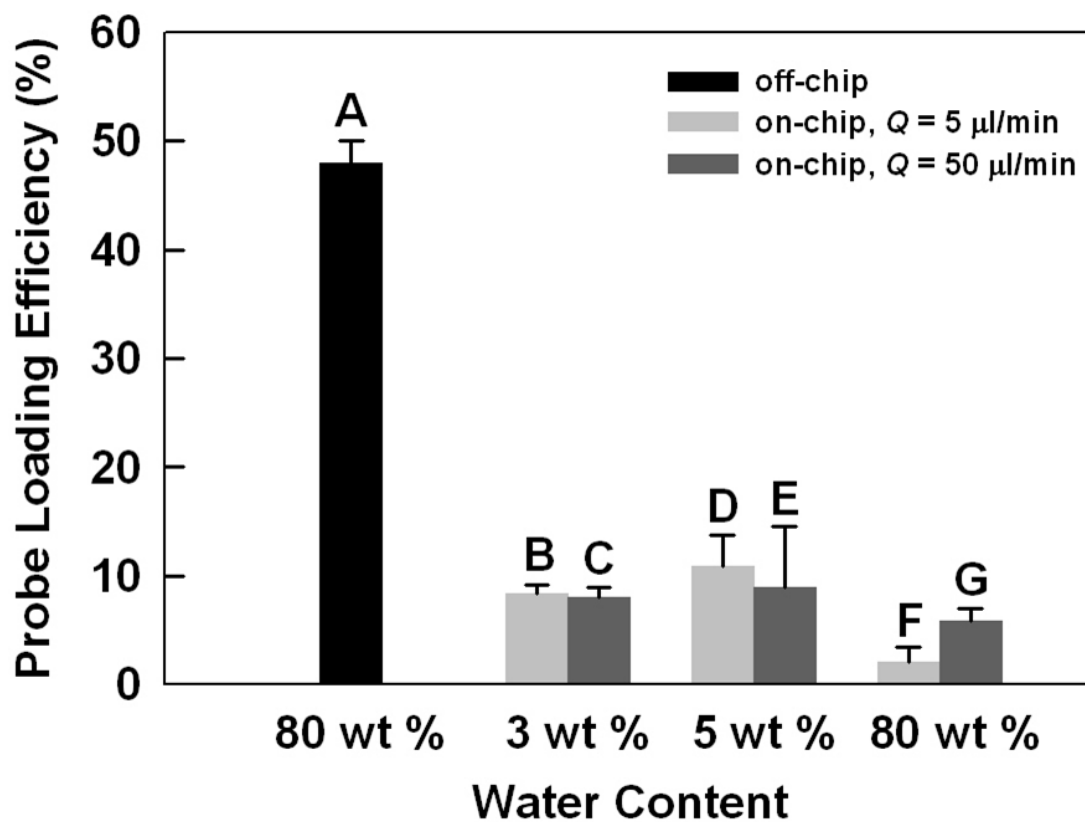 Probe Loading Efficiency (%)
60
50
40
30
20
10
0
off-chip
on-chip, Q = 5 μl/min
on-chip, Q = 50 μl/min
A
B
C
D
E
F
G
80 wt %
3 wt %
5 wt %
80 wt %
Water Content